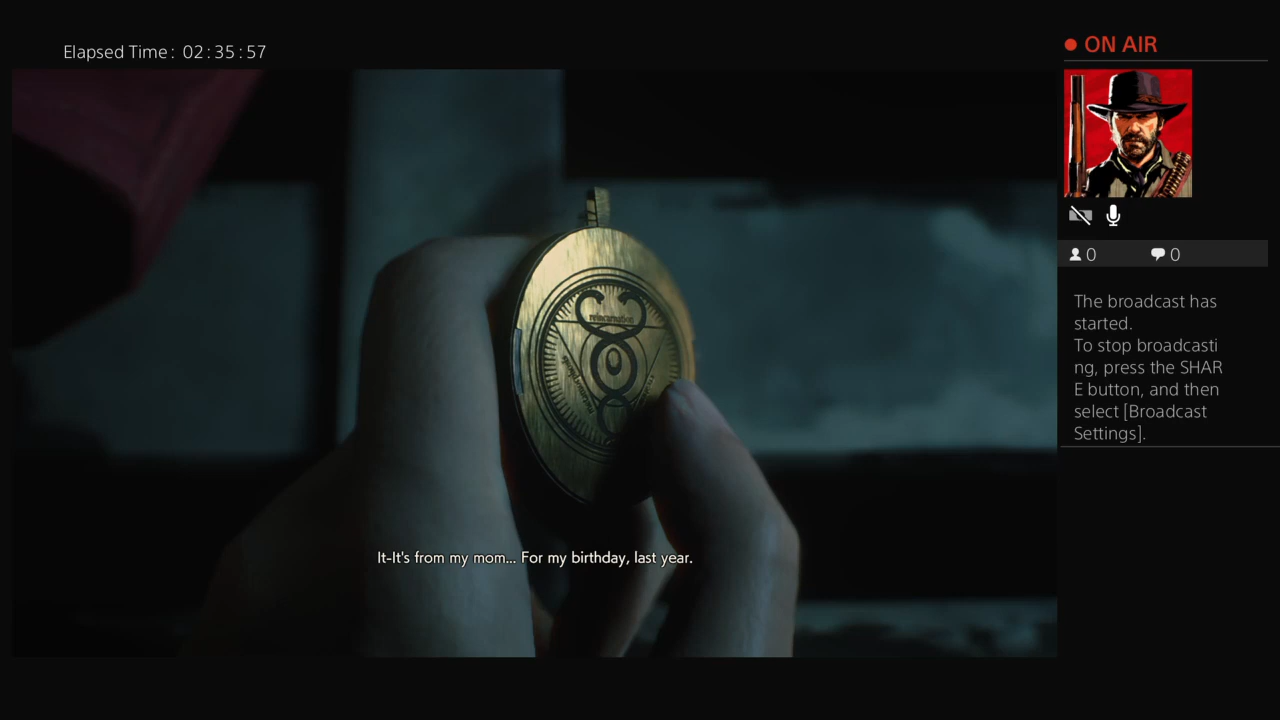 Elapsed Time: 02:35:57
ON AIR
0
0
The broadcast has
started.
To stop broadcasti
ng, press the SHAR
E button, and then
select [Broadcast
Settings].
reincarnation
It-It's from my mom... For my birthday, last year.